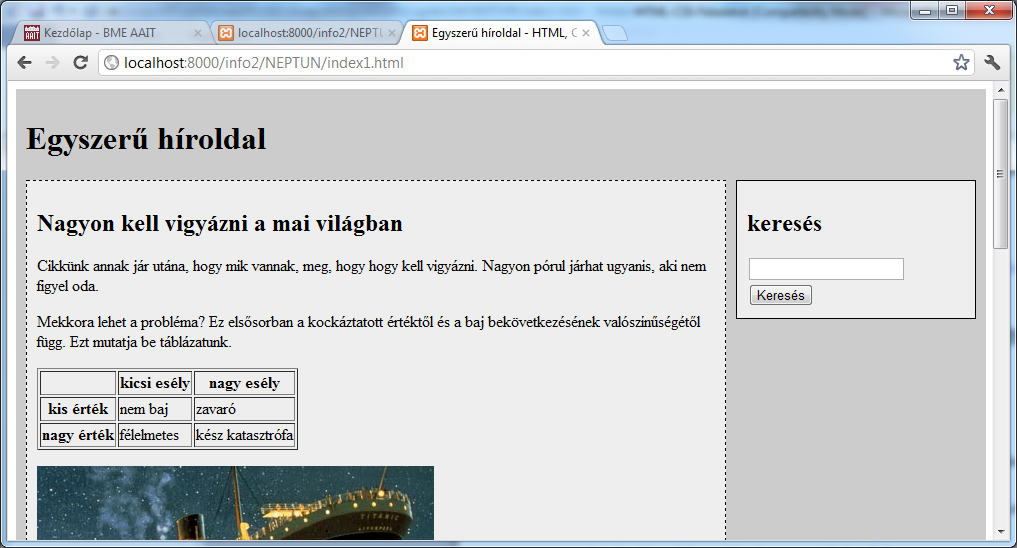 Kezdőlap - BME AAIT
localhost:8000/info2/NEPTU
Egyszerű híroldal - HTML, C
localhost:8000/info2/NEPTUN/index1.html
Egyszerű híroldal
Nagyon kell vigyázni a mai világban
Cikkünk annak jár utána, hogy mik vannak, meg, hogy hogy kell vigyázni. Nagyon pórul járhat ugyanis, aki nem
figyel oda.
Mekkora lehet a probléma? Ez elsősorban a kockáztatott értéktől és a baj bekövetkezésének valószínűségétől
függ. Ezt mutatja be táblázatunk.
kicsi esély nagy esély
kis érték nem baj zavaró
nagy érték félelmetes kész katasztrófa
TITANIC
LIVERPOOL
keresés
Keresés